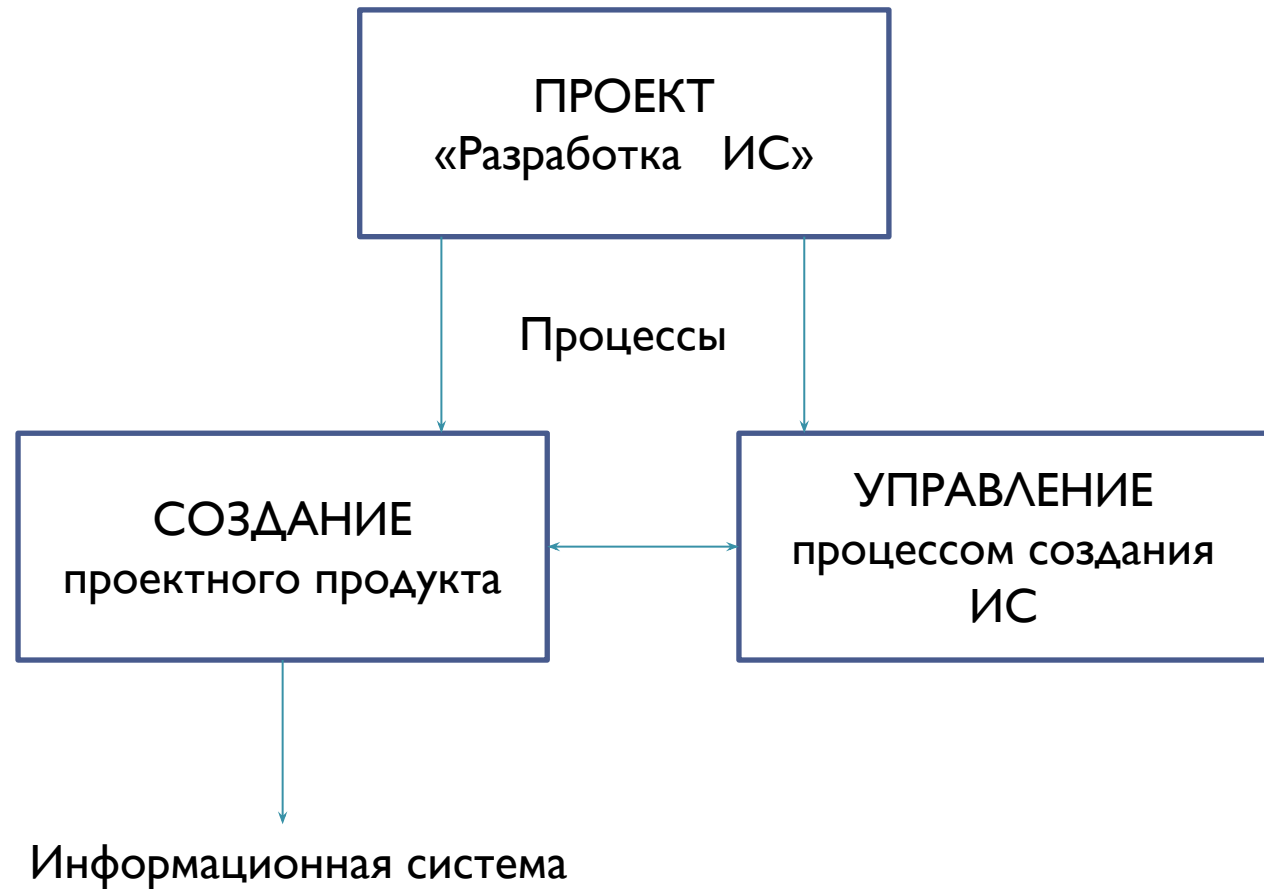 ПРОЕКТ
«Разработка ИС»
Процессы
СОЗДАНИЕ
проектного продукта
УПРАВЛЕНИЕ
процессом создания
ИС
Информационная система